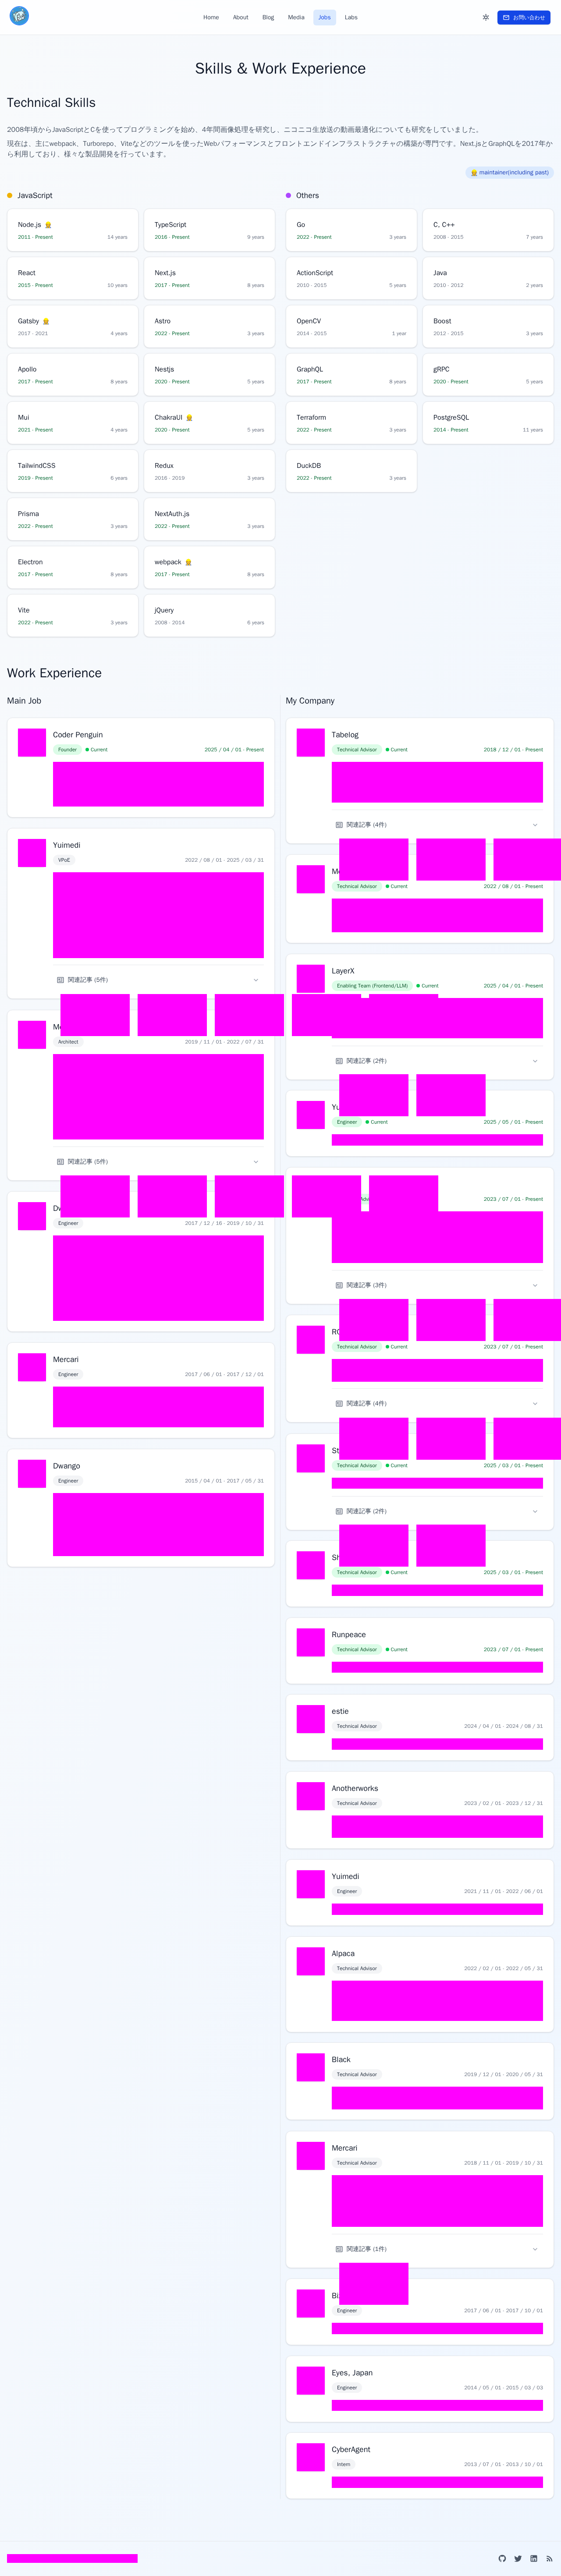 Home
About
Blog
Media
Jobs
Labs
お問い合わせ
Skills & Work Experience
Technical Skills
2008年頃からJavaScriptとCを使ってプログラミングを始め、4年間画像処理を研究し、ニコニコ生放送の動画最適化についても研究をしていました。
現在は、主にwebpack、Turborepo、Viteなどのツールを使ったWebパフォーマンスとフロントエンドインフラストラクチャの構築が専門です。Next.jsとGraphQLを2017年か
ら利用しており、様々な製品開発を行っています。
👷 maintainer(including past)
JavaScript
Node.js 👷
2011 - Present 14 years
TypeScript
2016 - Present 9 years
React
2015 - Present 10 years
Next.js
2017 - Present 8 years
Gatsby 👷
2017 - 2021 4 years
Astro
2022 - Present 3 years
Apollo
2017 - Present 8 years
Nestjs
2020 - Present 5 years
Mui
2021 - Present 4 years
ChakraUI 👷
2020 - Present 5 years
TailwindCSS
2019 - Present 6 years
Redux
2016 - 2019 3 years
Prisma
2022 - Present 3 years
NextAuth.js
2022 - Present 3 years
Electron
2017 - Present 8 years
webpack 👷
2017 - Present 8 years
Vite
2022 - Present 3 years
jQuery
2008 - 2014 6 years
Others
Go
2022 - Present 3 years
C, C++
2008 - 2015 7 years
ActionScript
2010 - 2015 5 years
Java
2010 - 2012 2 years
OpenCV
2014 - 2015 1 year
Boost
2012 - 2015 3 years
GraphQL
2017 - Present 8 years
gRPC
2020 - Present 5 years
Terraform
2022 - Present 3 years
PostgreSQL
2014 - Present 11 years
DuckDB
2022 - Present 3 years
Work Experience
Main Job
Coder Penguin
Founder Current 2025 / 04 / 01 - Present
Yuimedi
VPoE 2022 / 08 / 01 - 2025 / 03 / 31
関連記事 (5件)
Architect 2019 / 11 / 01 - 2022 / 07 / 31
関連記事 (5件)
Engineer 2017 / 12 / 16 - 2019 / 10 / 31
Mercari
Engineer 2017 / 06 / 01 - 2017 / 12 / 01
Dwango
Engineer 2015 / 04 / 01 - 2017 / 05 / 31
My Company
Tabelog
Technical Advisor Current 2018 / 12 / 01 - Present
関連記事 (4件)
Technical Advisor Current 2022 / 08 / 01 - Present
LayerX
Enabling Team (Frontend/LLM) Current 2025 / 04 / 01 - Present
関連記事 (2件)
Engineer Current 2025 / 05 / 01 - Present
2023 / 07 / 01 - Present
関連記事 (3件)
Technical Advisor Current 2023 / 07 / 01 - Present
関連記事 (4件)
Technical Advisor Current 2025 / 03 / 01 - Present
関連記事 (2件)
Technical Advisor Current 2025 / 03 / 01 - Present
Runpeace
Technical Advisor Current 2023 / 07 / 01 - Present
estie
Technical Advisor 2024 / 04 / 01 - 2024 / 08 / 31
Anotherworks
Technical Advisor 2023 / 02 / 01 - 2023 / 12 / 31
Yuimedi
Engineer 2021 / 11 / 01 - 2022 / 06 / 01
Alpaca
Technical Advisor 2022 / 02 / 01 - 2022 / 05 / 31
Black
Technical Advisor 2019 / 12 / 01 - 2020 / 05 / 31
Mercari
Technical Advisor 2018 / 11 / 01 - 2019 / 10 / 31
関連記事 (1件)
Engineer 2017 / 06 / 01 - 2017 / 10 / 01
Eyes, Japan
Engineer 2014 / 05 / 01 - 2015 / 03 / 03
CyberAgent
Intern 2013 / 07 / 01 - 2013 / 10 / 01